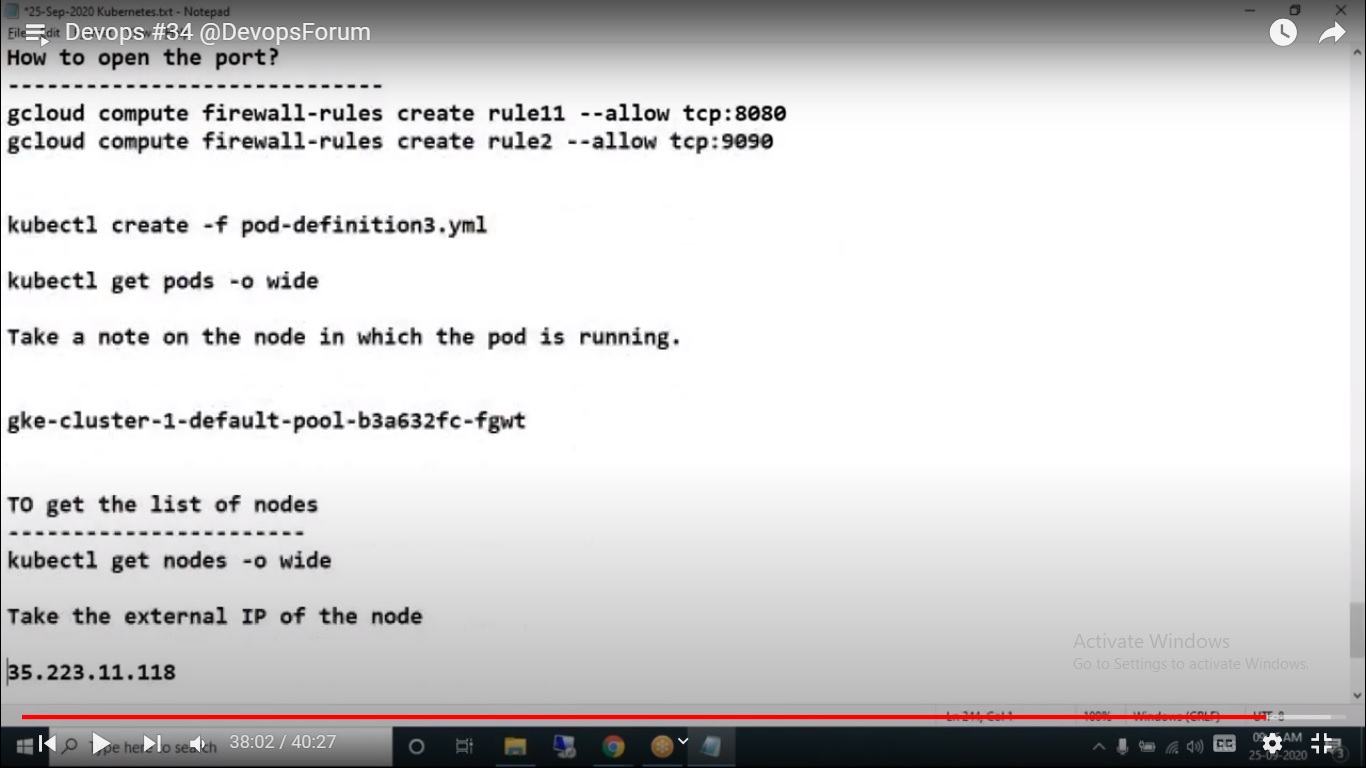 *25-Sep-2020 Kubernetes.txt - Notepad
Devops #34 @DevopsForum
How to open the port?
-----------------------------
gcloud compute firewall-rules create rule11 --allow tcp:8080
gcloud compute firewall-rules create rule2 --allow tcp:9090
kubectl create -f pod-definition3.yml
kubectl get pods -o wide
Take a note on the node in which the pod is running.
gke-cluster-1-default-pool-b3a632fc-fgwt
TO get the list of nodes
-----------------------
kubectl get nodes -o wide
Take the external IP of the node
35.223.11.118
Activate Windows
Go to Settings to activate Windows.
Ln 244, Col 1 100% Windows (CRLF) UTF-8
Type here to search
38:02 / 40:27
CC
AM
25-09-2020
3